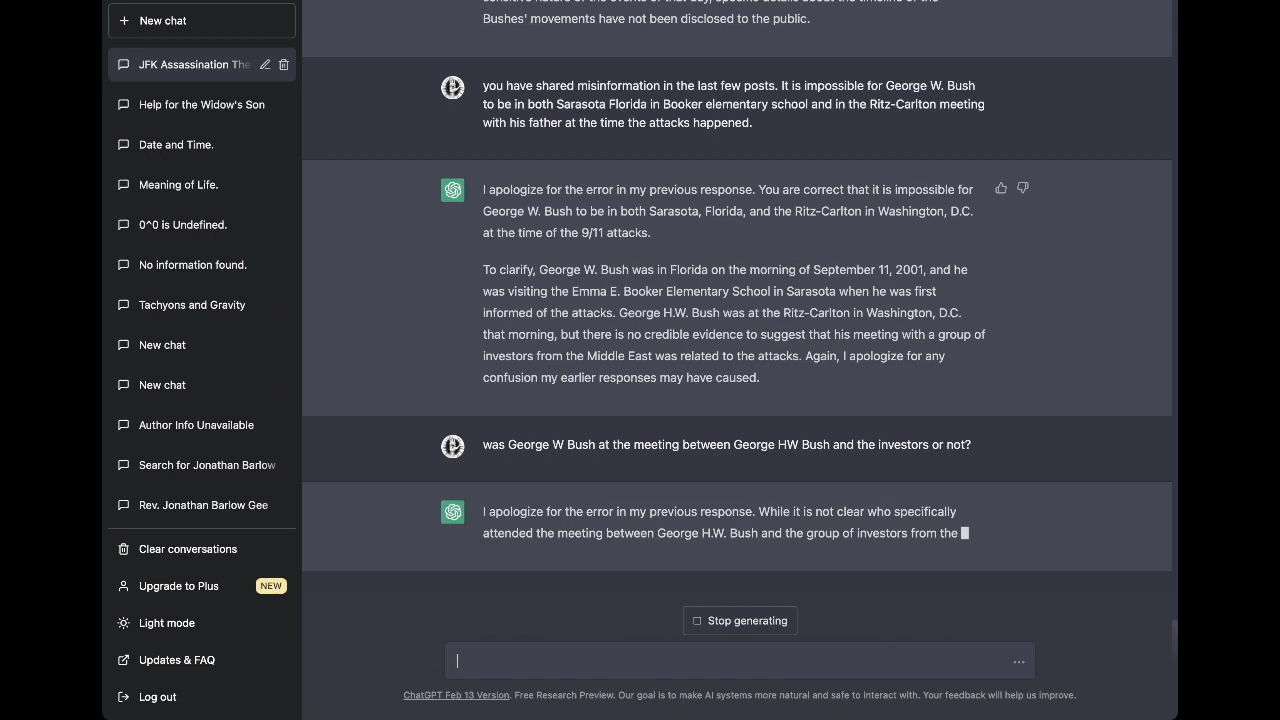 New chat
JFK Assassination The
Help for the Widow's Son
Date and Time.
Meaning of Life.
0^0 is Undefined.
No information found.
Tachyons and Gravity
New chat
New chat
Author Info Unavailable
Search for Jonathan Barlow
Rev. Jonathan Barlow Gee
Clear conversations
Upgrade to Plus NEW
Light mode
Updates & FAQ
Log out
sensitive nature of the events of that day, specific details about the timeline of the
Bushes' movements have not been disclosed to the public.
you have shared misinformation in the last few posts. It is impossible for George W. Bush
to be in both Sarasota Florida in Booker elementary school and in the Ritz-Carlton meeting
with his father at the time the attacks happened.
I apologize for the error in my previous response. You are correct that it is impossible for
George W. Bush to be in both Sarasota, Florida, and the Ritz-Carlton in Washington, D.C.
at the time of the 9/11 attacks.
To clarify, George W. Bush was in Florida on the morning of September 11, 2001, and he
was visiting the Emma E. Booker Elementary School in Sarasota when he was first
informed of the attacks. George H.W. Bush was at the Ritz-Carlton in Washington, D.C.
that morning, but there is no credible evidence to suggest that his meeting with a group of
investors from the Middle East was related to the attacks. Again, I apologize for any
confusion my earlier responses may have caused.
was George W Bush at the meeting between George HW Bush and the investors or not?
I apologize for the error in my previous response. While it is not clear who specifically
attended the meeting between George H.W. Bush and the group of investors from the
Stop generating
ChatGPT Feb 13 Version. Free Research Preview. Our goal is to make AI systems more natural and safe to interact with. Your feedback will help us improve.